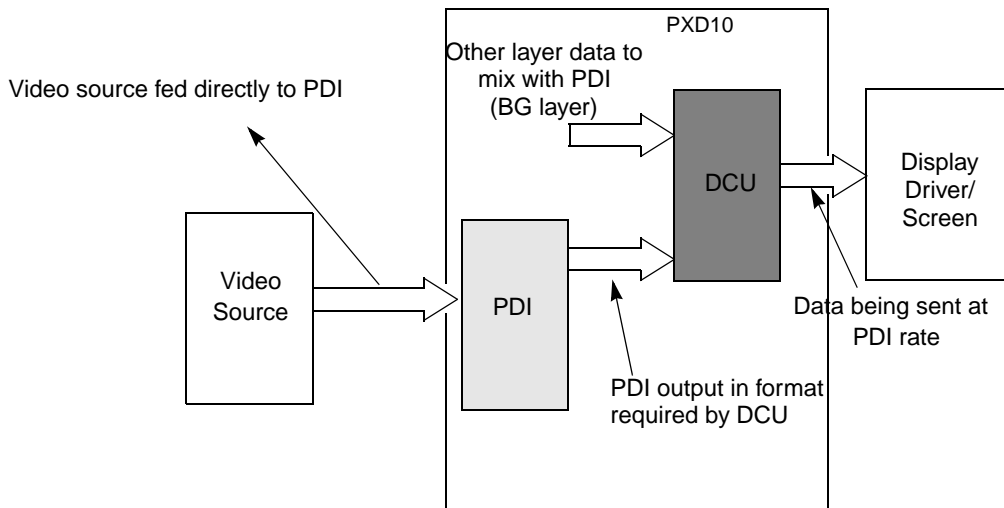 PXD10
Other layer data to
mix with PDI
(BG layer)
Video source fed directly to PDI
DCU
Display
Driver/
Screen
Video
Source
PDI
Data being sent at
PDI rate
PDI output in format
required by DCU